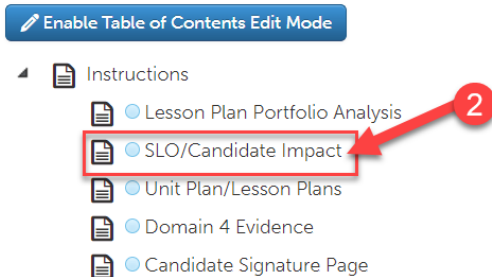 Enable Table of Contents Edit Mode
Instructions
Lesson Plan Portfolio Analysis
2
SLO/Candidate Impact
Unit Plan/Lesson Plans
Domain 4 Evidence
Candidate Signature Page